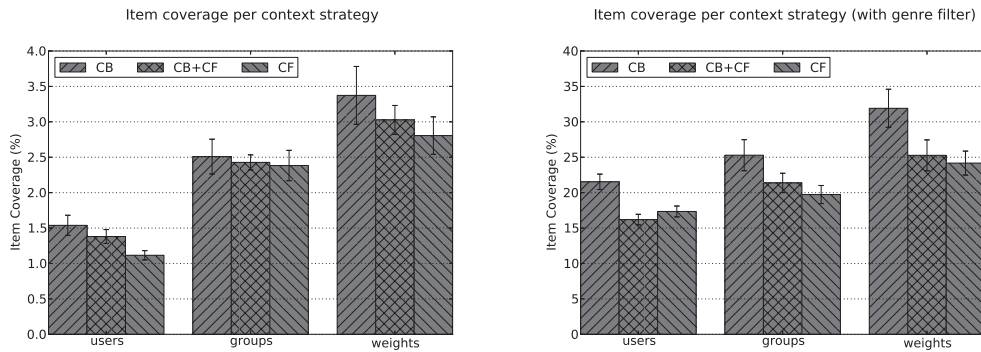 Item coverage per context strategy
4.0
CB
CB+CF
CF
3.5
3.0
2.5
2.0
1.5
1.0
0.5
0.0
Item Coverage (%)
users
groups
weights
Item coverage per context strategy (with genre filter)
40
CB
CB+CF
CF
35
30
25
20
15
10
5
0
Item Coverage (%)
users
groups
weights